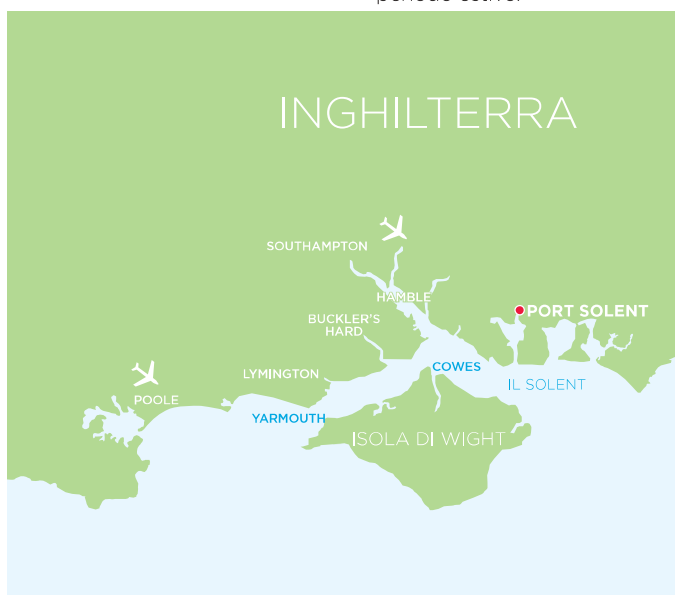 INGHILTERRA
SOUTHAMPTON
HAMBLE
PORT SOLENT
BUCKLER'S
HARD
COWES
LYMINGTON
IL SOLENT
POOLE
YARMOUTH
ISOLA DI WIGHT